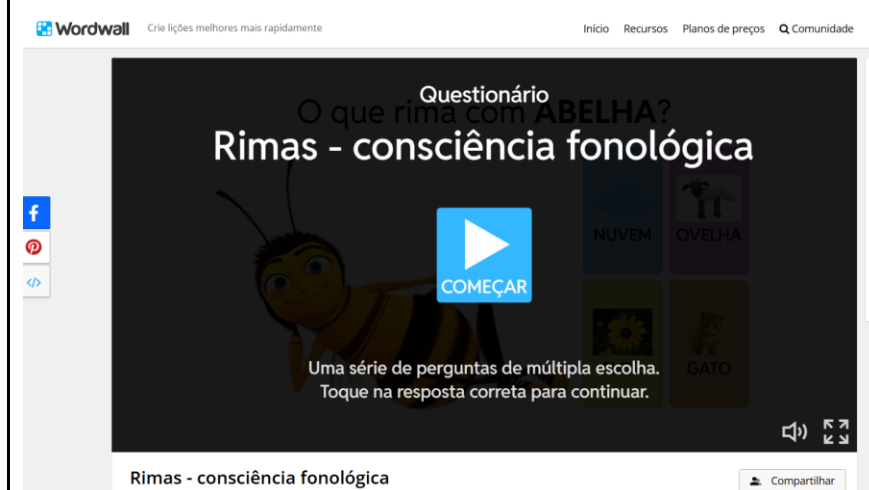 Wordwall Crie lições melhores mais rapidamente Início Recursos Planos de preços Comunidade
O que rima com ABELHA?
Questionário
Rimas - consciência fonológica
NUVEM OVELHA
COMEÇAR
GATO
Uma série de perguntas de múltipla escolha.
Toque na resposta correta para continuar.
Rimas - consciência fonológica
Compartilhar